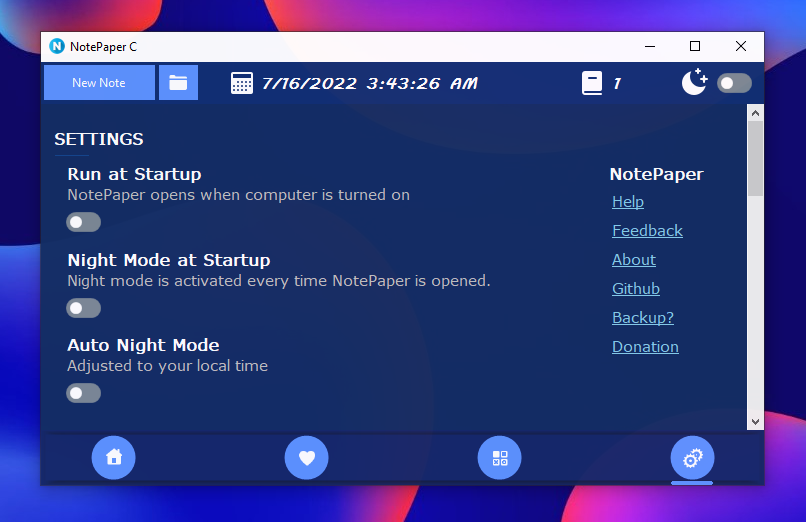 NotePaper C
New Note
7/16/2022 3:43:26 AM
1
SETTINGS
Run at Startup
NotePaper opens when computer is turned on
Night Mode at Startup
Night mode is activated every time NotePaper is opened.
Auto Night Mode
Adjusted to your local time
NotePaper
Help
Feedback
About
Github
Backup?
Donation